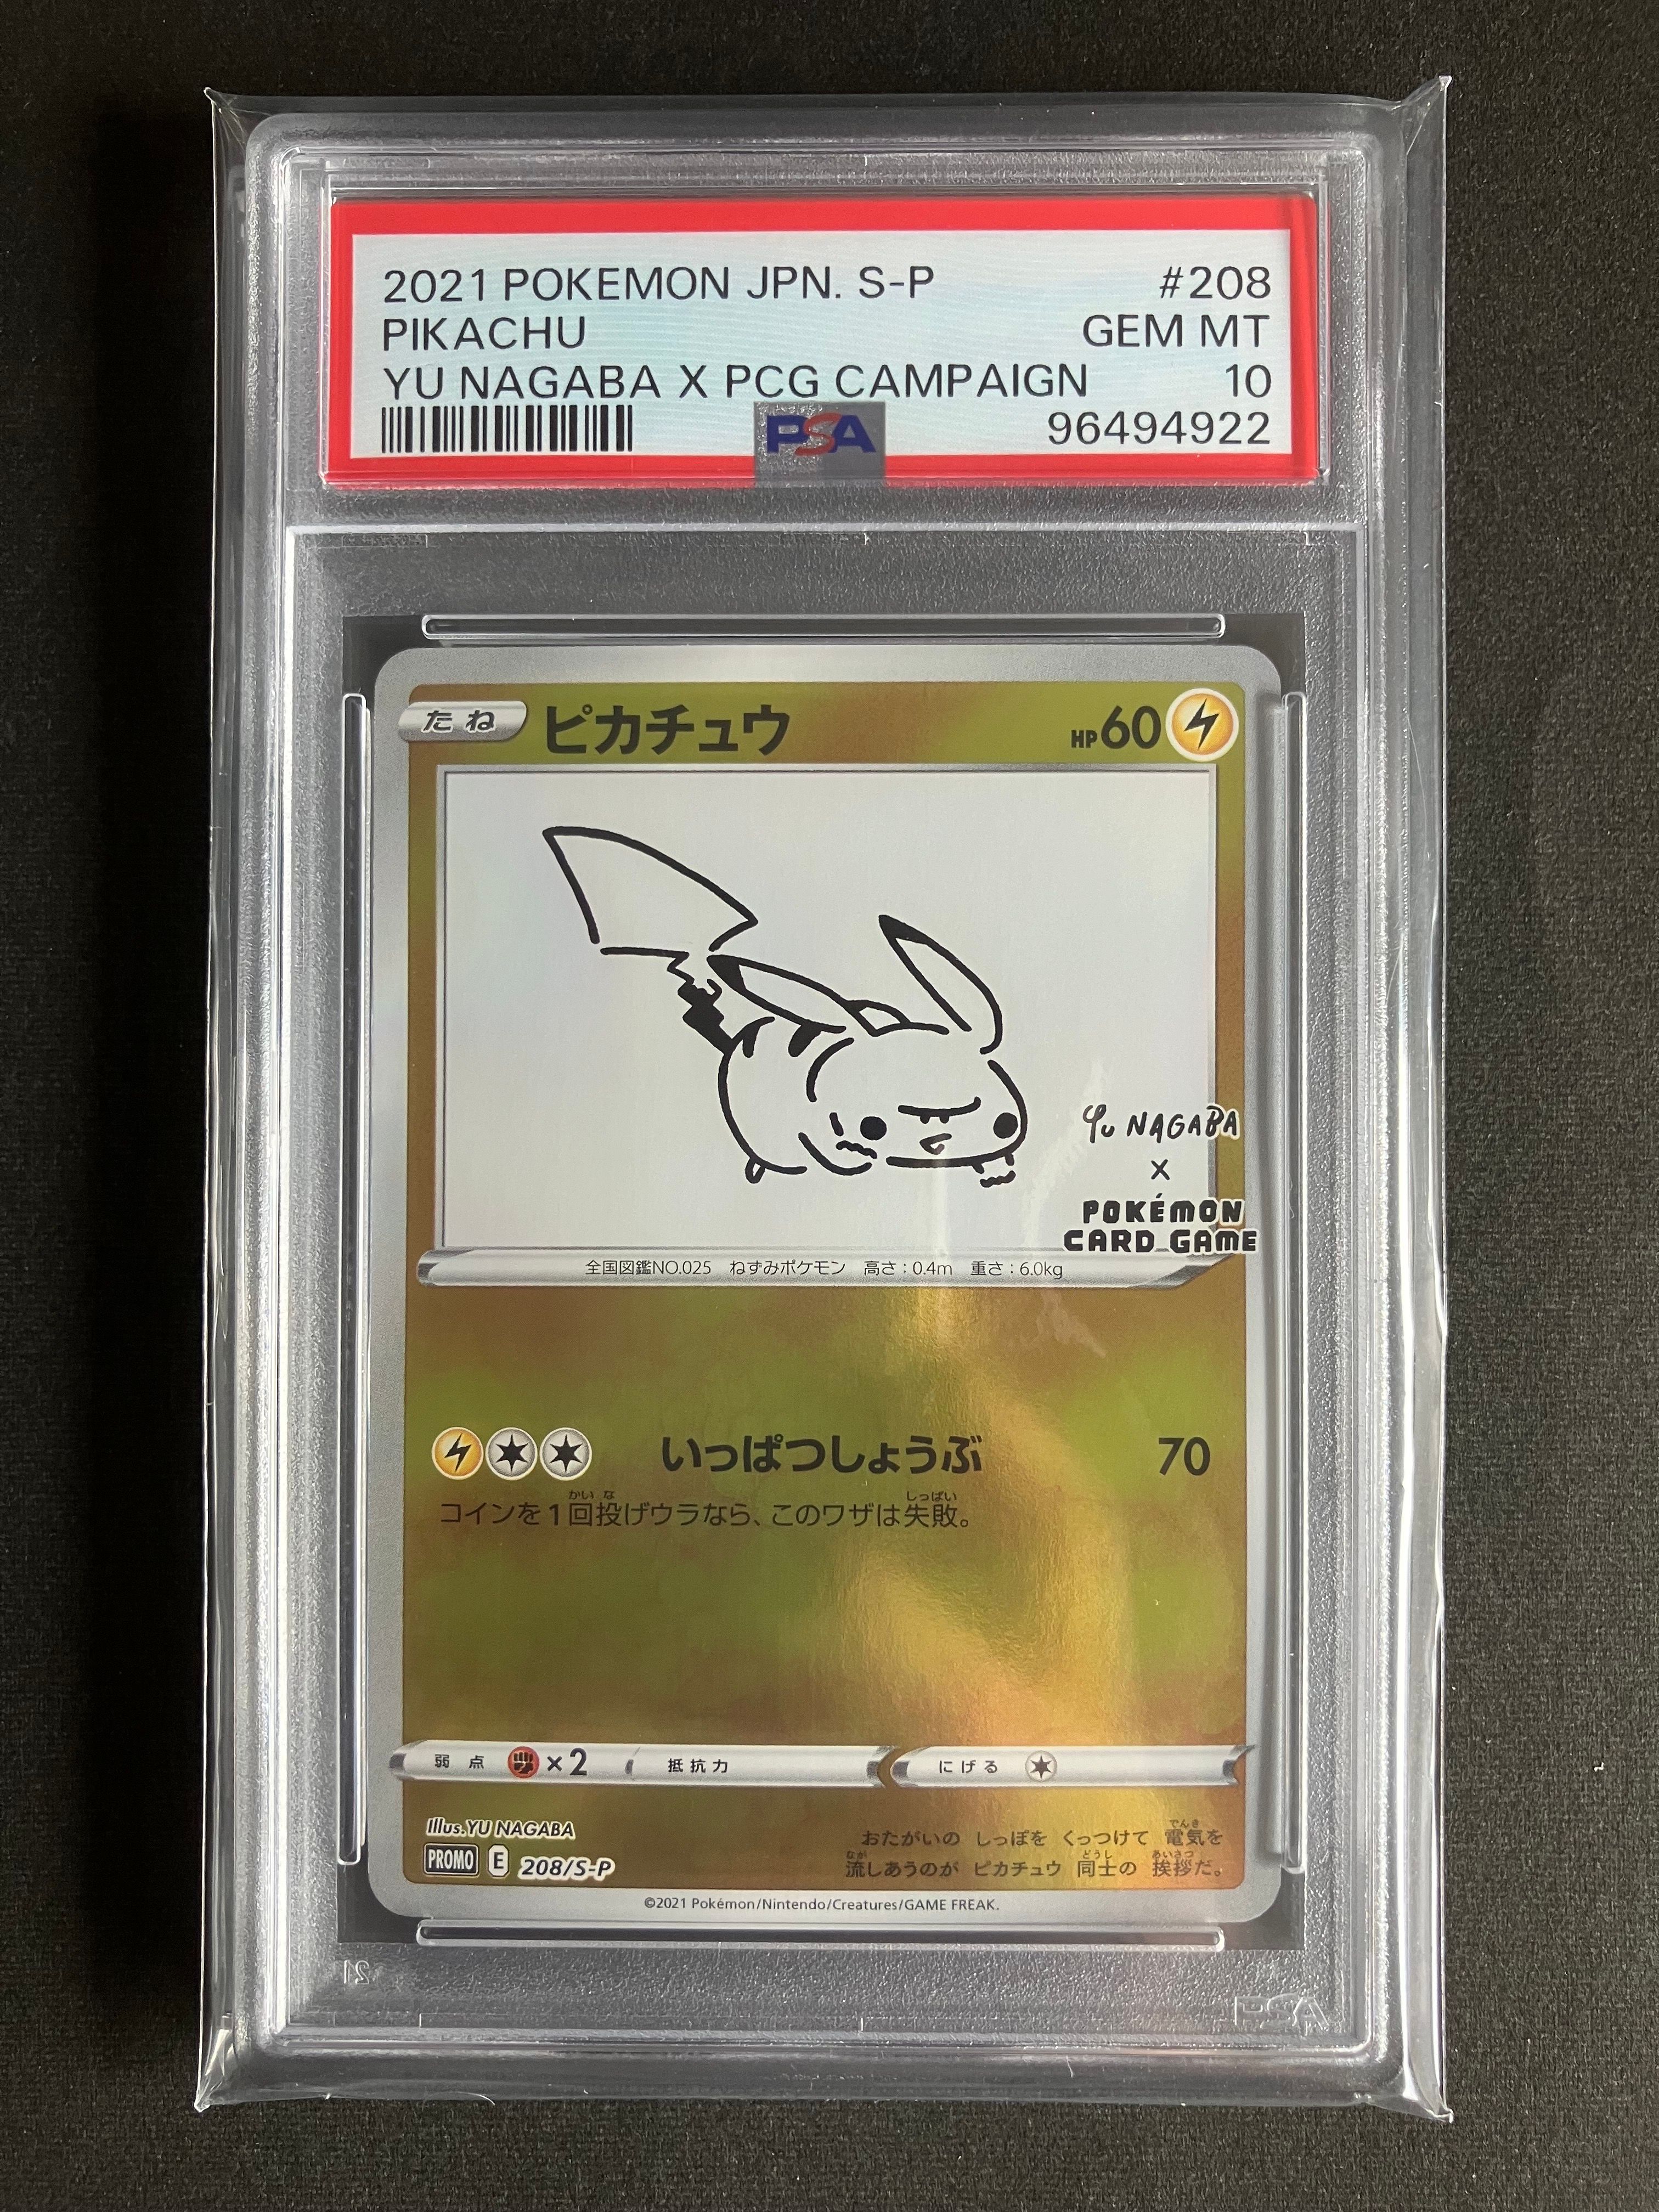 2021 POKEMON JPN. S-P #208
PIKACHU GEM MT
YU NAGABA X PCG CAMPAIGN 10
PSA 96494922
たね ピカチュウ HP60
YU NAGABA
X
POKÉMON
CARD GAME
全国図鑑NO.025 ねずみポケモン 高さ:0.4m 重さ:6.0kg
いっぱつしょうぶ 70
コインを1回投げウラなら、このワザは失敗。
弱点 ×2 抵抗力 にげる
Illus.YU NAGABA
PROMO E 208/S-P
おたがいの しっぽを くっつけて 電気を
流しあうのが ピカチュウ 同士の 挨拶だ。
©2021 Pokémon/Nintendo/Creatures/GAME FREAK.
21
PSA